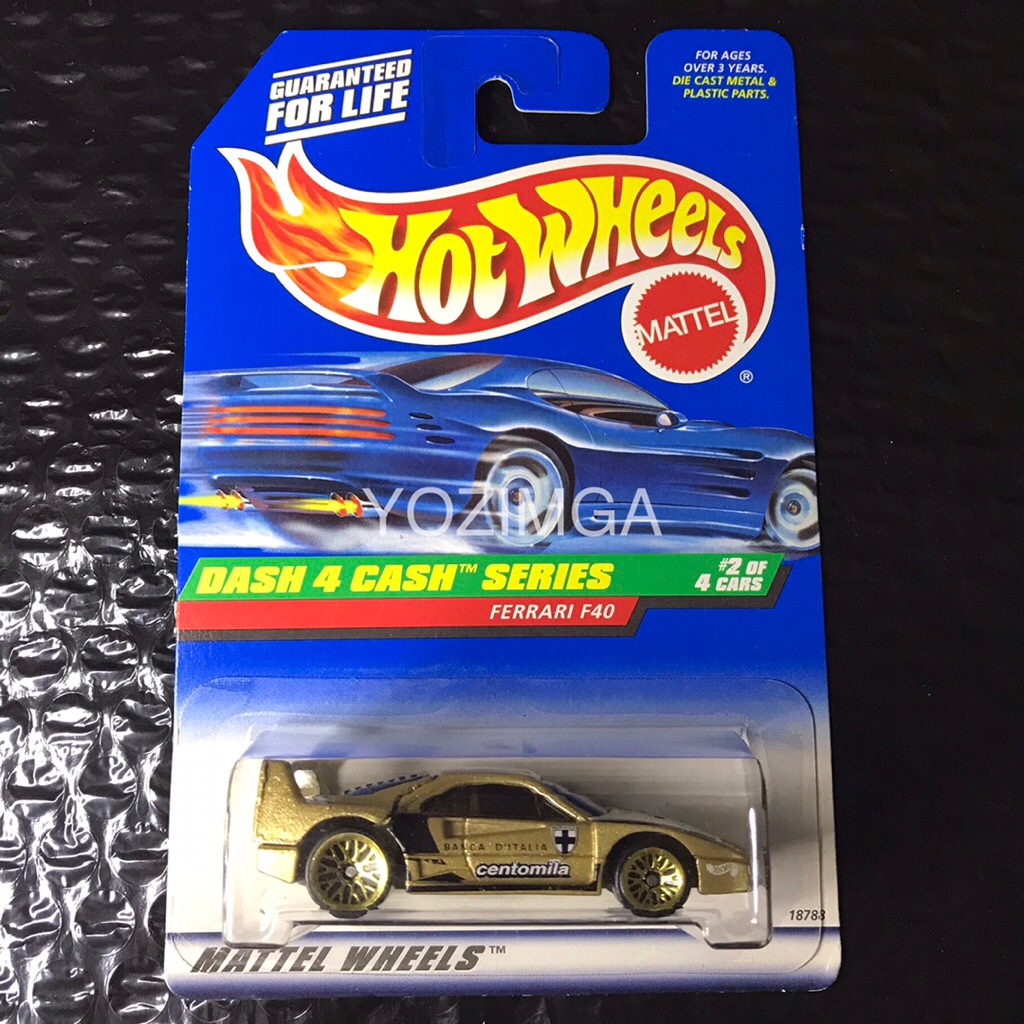 GUARANTEED
FOR LIFE
FOR AGES
OVER 3 YEARS.
DIE CAST METAL &
PLASTIC PARTS.
HOT WHEELS
MATTEL
®
YOZIMGA
DASH 4 CASH™ SERIES
#2 OF
4 CARS
FERRARI F40
BANCA D'ITALIA
centomila
18788
MATTEL WHEELS™